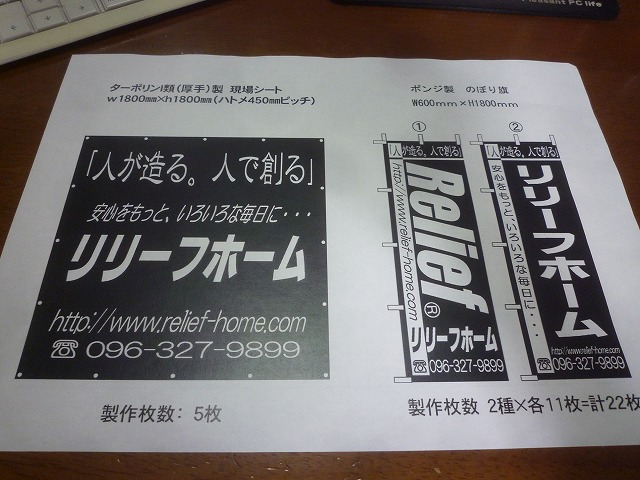 Pleasant PC life
ターポリンⅠ類(厚手)製 現場シート
w1800mm×h1800mm(ハトメ450mmピッチ)
「人が造る。人で創る」
安心をもっと、いろいろな毎日に・・・
リリーフホーム
http://www.relief-home.com
☎ 096-327-9899
製作枚数: 5枚
ポンジ製 のぼり旗
W600mm×H1800mm
①
「人が造る。人で創る」
http://www.relief-home.com
Relief®
リリーフホーム
☎ 096-327-9899
②
「人が造る。人で創る」
安心をもっと、いろいろな毎日に・・・
リリーフホーム
http://www.relief-home.com
☎ 096-327-9899
製作枚数 2種×各11枚=計22枚